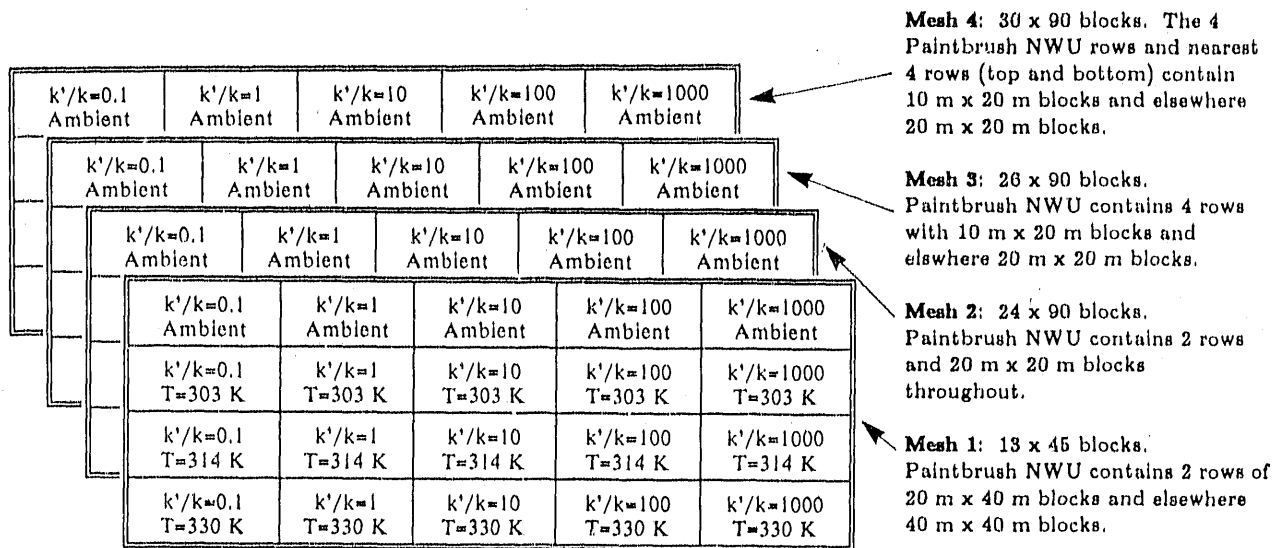 Mesh 4: 30 x 90 blocks. The 4
Paintbrush NWU rows and nearest
4 rows (top and bottom) contain
10 m x 20 m blocks and elsewhere
20 m x 20 m blocks.
k'/k=0.1 k'/k=1 k'/k=10 k'/k=100 k'/k=1000
Ambient Ambient Ambient Ambient Ambient
Mesh 3: 26 x 90 blocks.
Paintbrush NWU contains 4 rows
with 10 m x 20 m blocks and
elswhere 20 m x 20 m blocks.
k'/k=0.1 k'/k=1 k'/k=10 k'/k=100 k'/k=1000
Ambient Ambient Ambient Ambient Ambient
Mesh 2: 24 x 90 blocks.
Paintbrush NWU contains 2 rows
and 20 m x 20 m blocks
throughout.
k'/k=0.1 k'/k=1 k'/k=10 k'/k=100 k'/k=1000
Ambient Ambient Ambient Ambient Ambient
Mesh 1: 13 x 45 blocks.
Paintbrush NWU contains 2 rows of
20 m x 40 m blocks and elsewhere
40 m x 40 m blocks.
k'/k=0.1 k'/k=1 k'/k=10 k'/k=100 k'/k=1000
Ambient Ambient Ambient Ambient Ambient
k'/k=0.1 k'/k=1 k'/k=10 k'/k=100 k'/k=1000
T=303 K T=303 K T=303 K T=303 K T=303 K
k'/k=0.1 k'/k=1 k'/k=10 k'/k=100 k'/k=1000
T=314 K T=314 K T=314 K T=314 K T=314 K
k'/k=0.1 k'/k=1 k'/k=10 k'/k=100 k'/k=1000
T=330 K T=330 K T=330 K T=330 K T=330 K